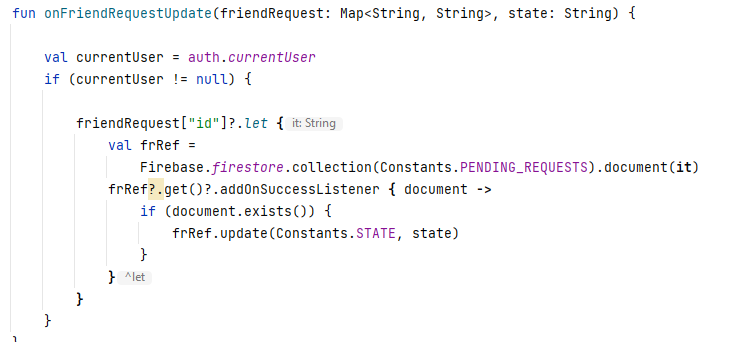 fun onFriendRequestUpdate(friendRequest: Map<String, String>, state: String) {
val currentUser = auth.currentUser
if (currentUser != null) {
friendRequest["id"]?.let { it: String
val frRef =
Firebase.firestore.collection(Constants.PENDING_REQUESTS).document(it)
frRef?.get()?.addOnSuccessListener { document ->
if (document.exists()) {
frRef.update(Constants.STATE, state)
}
} ^let
}
}
}